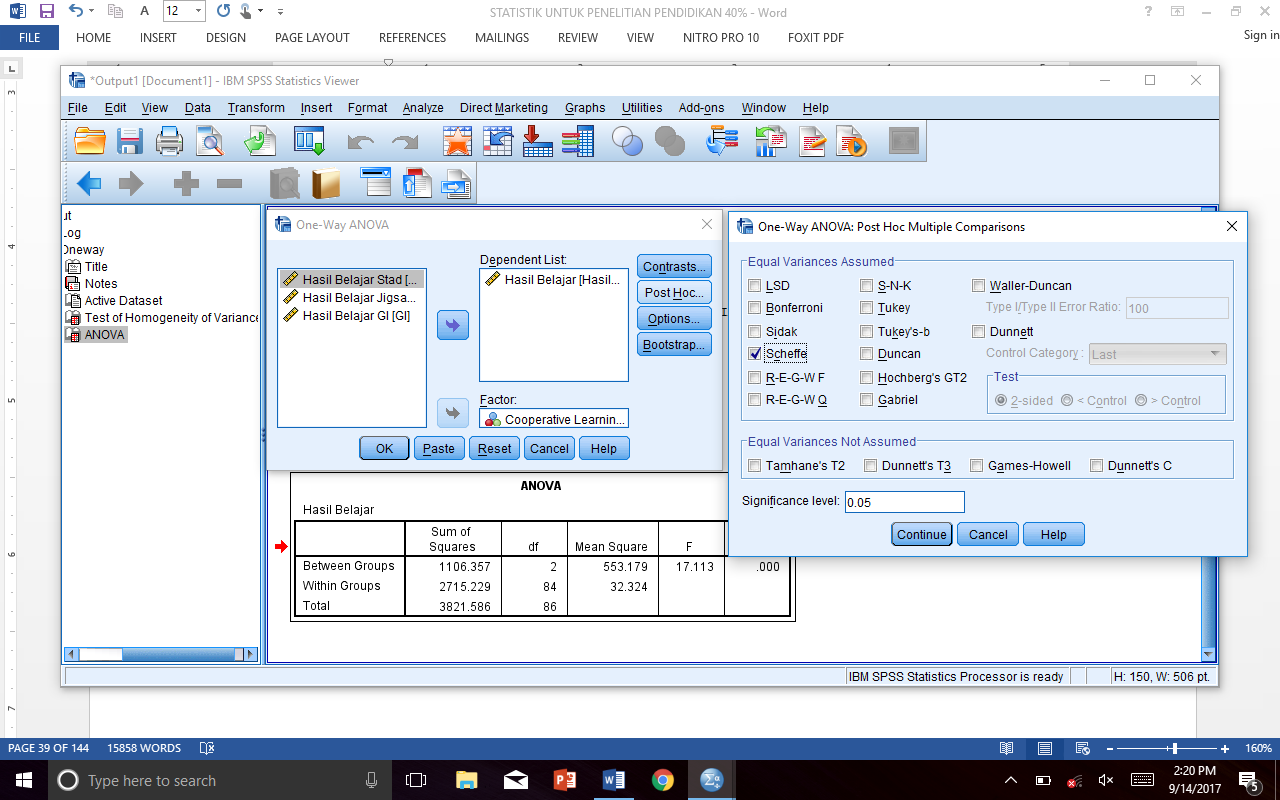 12
STATISTIK UNTUK PENELITIAN PENDIDIKAN 40% - Word
FILE HOME INSERT DESIGN PAGE LAYOUT REFERENCES MAILINGS REVIEW VIEW NITRO PRO 10 FOXIT PDF Sign in
*Output1 [Document1] - IBM SPSS Statistics Viewer
File Edit View Data Transform Insert Format Analyze Direct Marketing Graphs Utilities Add-ons Window Help
ut
Log
Oneway
Title
Notes
Active Dataset
Test of Homogeneity of Variance
ANOVA
One-Way ANOVA
Hasil Belajar Stad [...
Hasil Belajar Jigsa...
Hasil Belajar GI [GI]
Dependent List:
Hasil Belajar [Hasil...
Factor:
Cooperative Learnin...
Contrasts...
Post Hoc...
Options...
Bootstrap...
OK Paste Reset Cancel Help
One-Way ANOVA: Post Hoc Multiple Comparisons
Equal Variances Assumed
LSD S-N-K Waller-Duncan
Bonferroni Tukey Type I/Type II Error Ratio: 100
Sidak Tukey's-b Dunnett
Scheffe Duncan Control Category : Last
R-E-G-W F Hochberg's GT2 Test
R-E-G-W Q Gabriel 2-sided < Control > Control
Equal Variances Not Assumed
Tamhane's T2 Dunnett's T3 Games-Howell Dunnett's C
Significance level: 0.05
Continue Cancel Help
ANOVA
Hasil Belajar
Sum of Squares df Mean Square F
Between Groups 1106.357 2 553.179 17.113 .000
Within Groups 2715.229 84 32.324
Total 3821.586 86
IBM SPSS Statistics Processor is ready H: 150, W: 506 pt.
3
4
5
6
7
PAGE 39 OF 144 15858 WORDS 160%
Type here to search
2:20 PM
9/14/2017
5